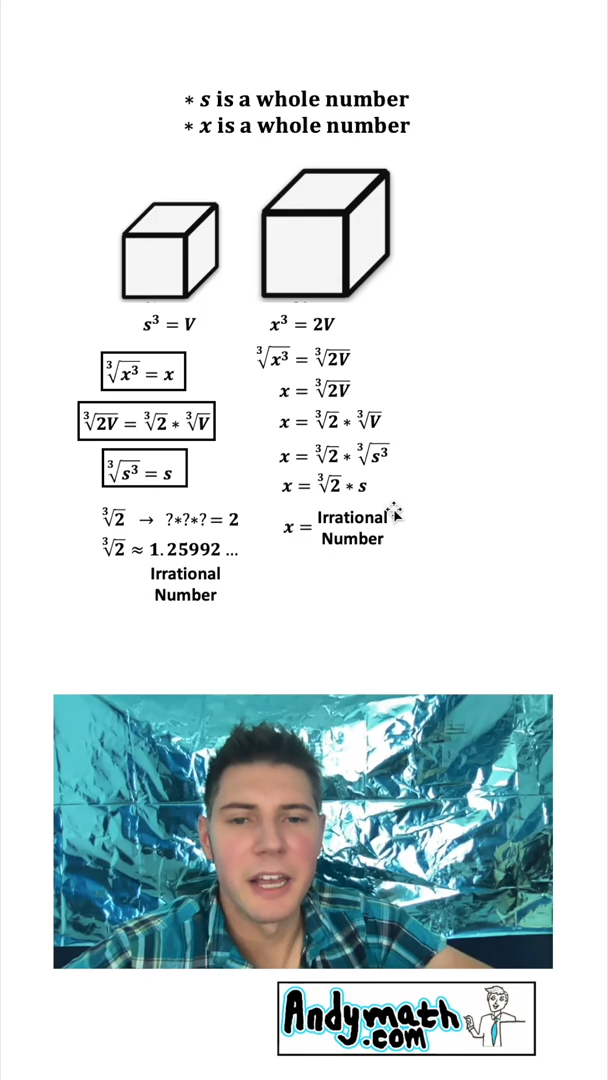 * s is a whole number
* x is a whole number
s³ = V
x³ = 2V
∛x³ = x
∛2V = ∛2 * ∛V
∛s³ = s
∛2 → ?*?*? = 2
∛2 ≈ 1.25992 ...
Irrational
Number
∛x³ = ∛2V
x = ∛2V
x = ∛2 * ∛V
x = ∛2 * ∛s³
x = ∛2 * s
x = Irrational
Number
Andymath
.com